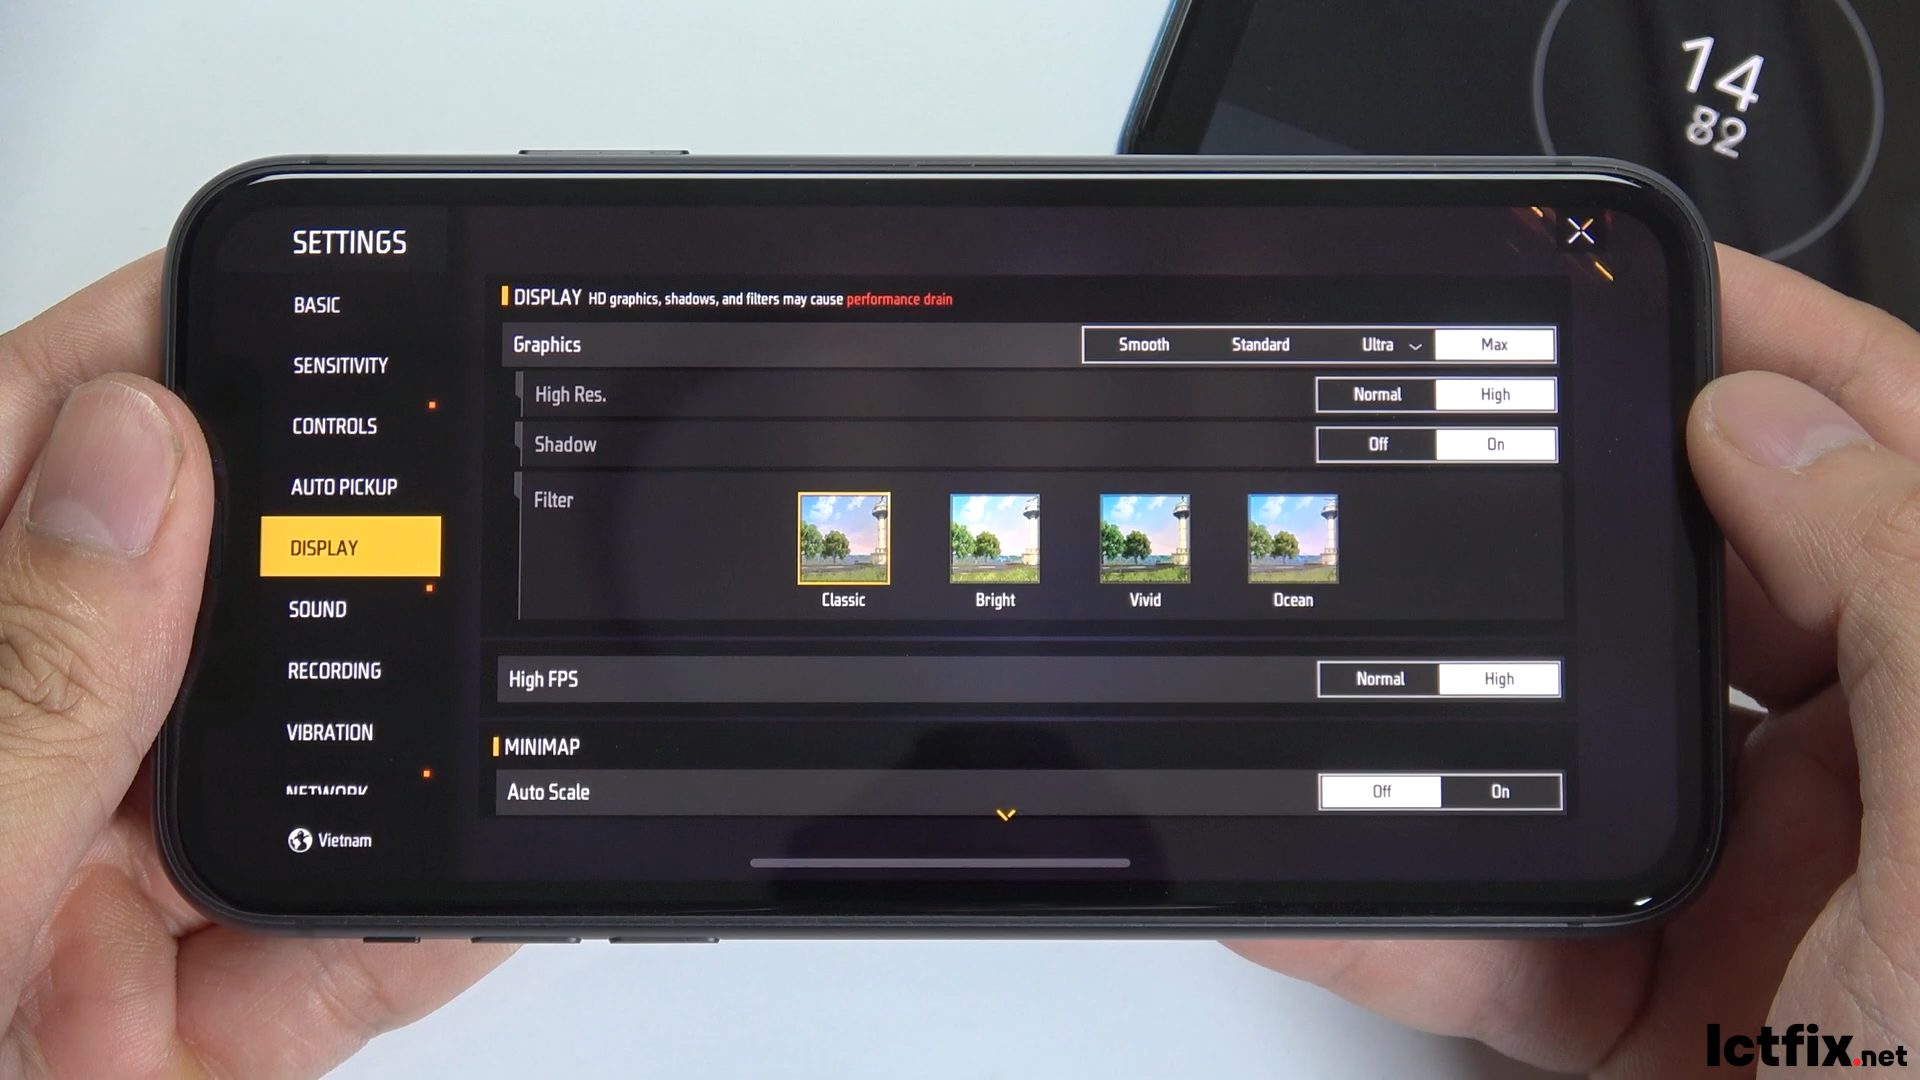 14
82
SETTINGS
BASIC
SENSITIVITY
CONTROLS
AUTO PICKUP
DISPLAY
SOUND
RECORDING
VIBRATION
NETWORK
Vietnam
DISPLAY HD graphics, shadows, and filters may cause performance drain
Graphics Smooth Standard Ultra Max
High Res. Normal High
Shadow Off On
Filter
Classic Bright Vivid Ocean
High FPS Normal High
MINIMAP
Auto Scale Off On
Ictfix.net